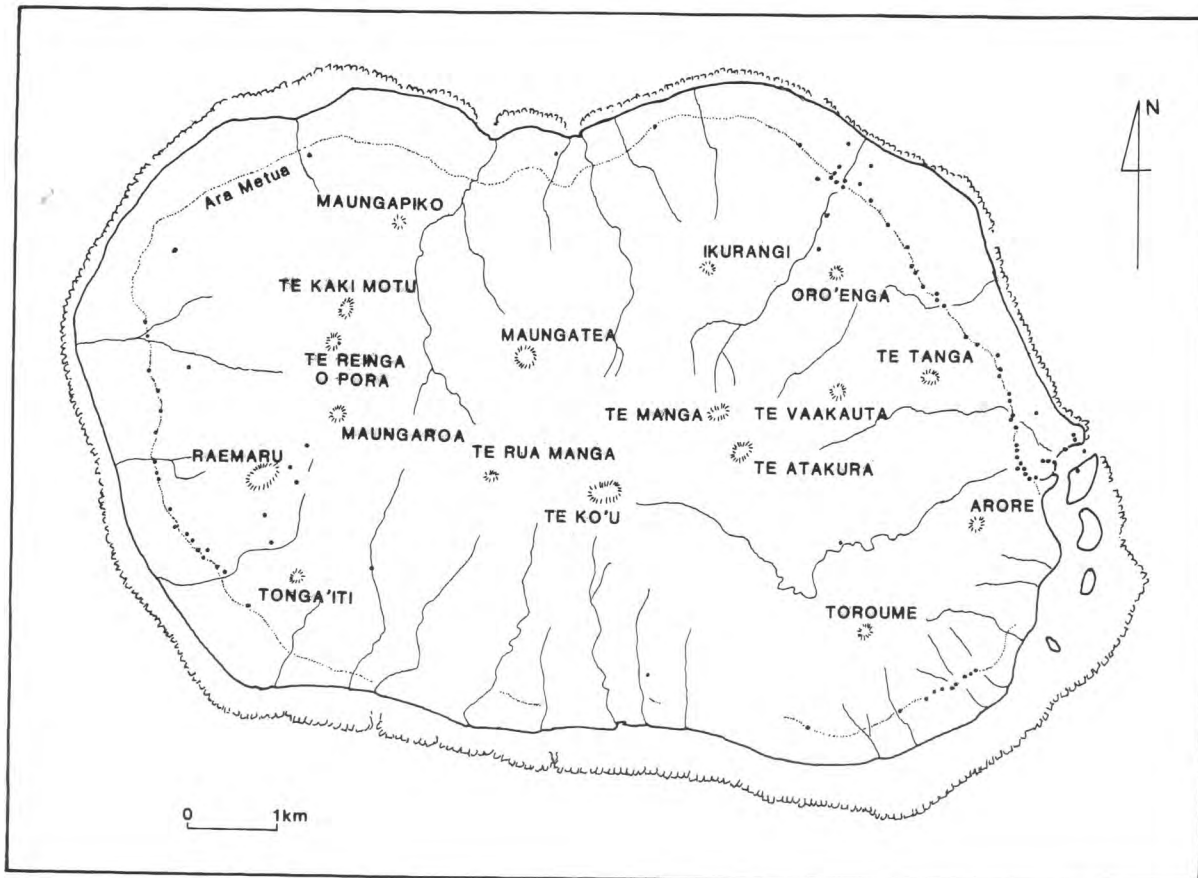 N
Ara Metua
MAUNGAPIKO
IKURANGI
TE KAKI MOTU
ORO'ENGA
MAUNGATEA
TE REINGA
O PORA
TE TANGA
TE MANGA
TE VAAKAUTA
MAUNGAROA
RAEMARU
TE RUA MANGA
TE ATAKURA
TE KO'U
ARORE
TONGA'ITI
TOROUME
0 1km